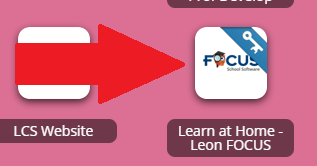 FOCUS
School Software
LCS Website
Learn at Home -
Leon FOCUS